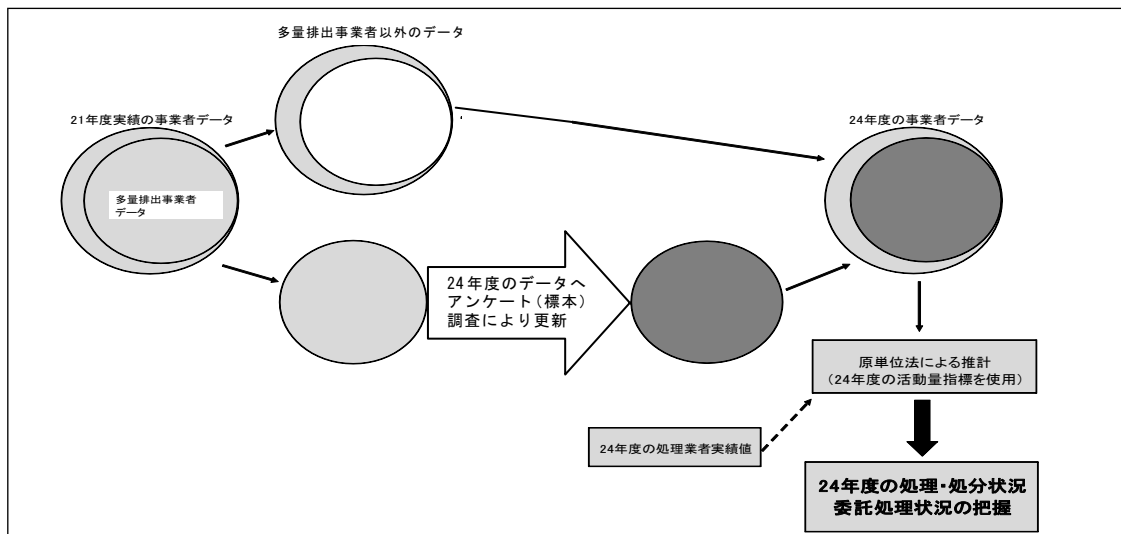 多量排出事業者以外のデータ
21年度実績の事業者データ
24年度の事業者データ
多量排出事業者
データ
24年度のデータへ
アンケート(標本)
調査により更新
原単位法による推計
(24年度の活動量指標を使用)
24年度の処理業者実績値
24年度の処理・処分状況
委託処理状況の把握